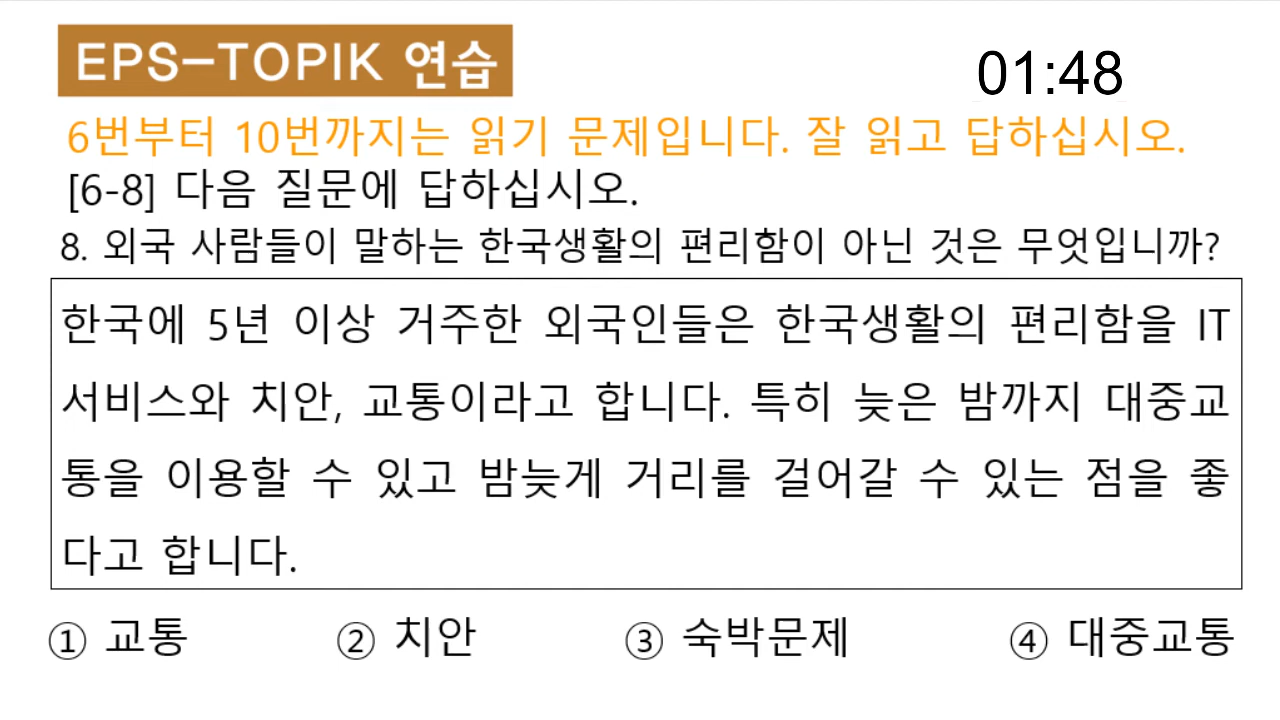 EPS-TOPIK 연습
01:48
6번부터 10번까지는 읽기 문제입니다. 잘 읽고 답하십시오.
[6-8] 다음 질문에 답하십시오.
8. 외국 사람들이 말하는 한국생활의 편리함이 아닌 것은 무엇입니까?
한국에 5년 이상 거주한 외국인들은 한국생활의 편리함을 IT
서비스와 치안, 교통이라고 합니다. 특히 늦은 밤까지 대중교
통을 이용할 수 있고 밤늦게 거리를 걸어갈 수 있는 점을 좋
다고 합니다.
① 교통 ② 치안 ③ 숙박문제 ④ 대중교통